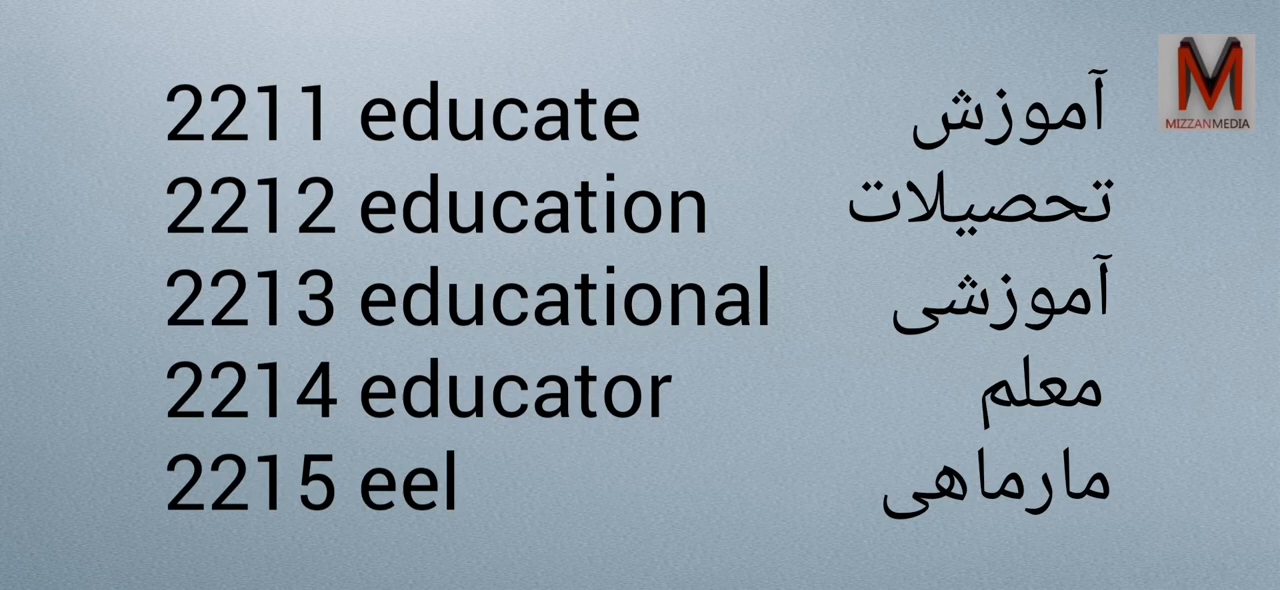 2211 educate آموزش
2212 education تحصیلات
2213 educational آموزشی
2214 educator معلم
2215 eel مارماهی
MIZZANMEDIA